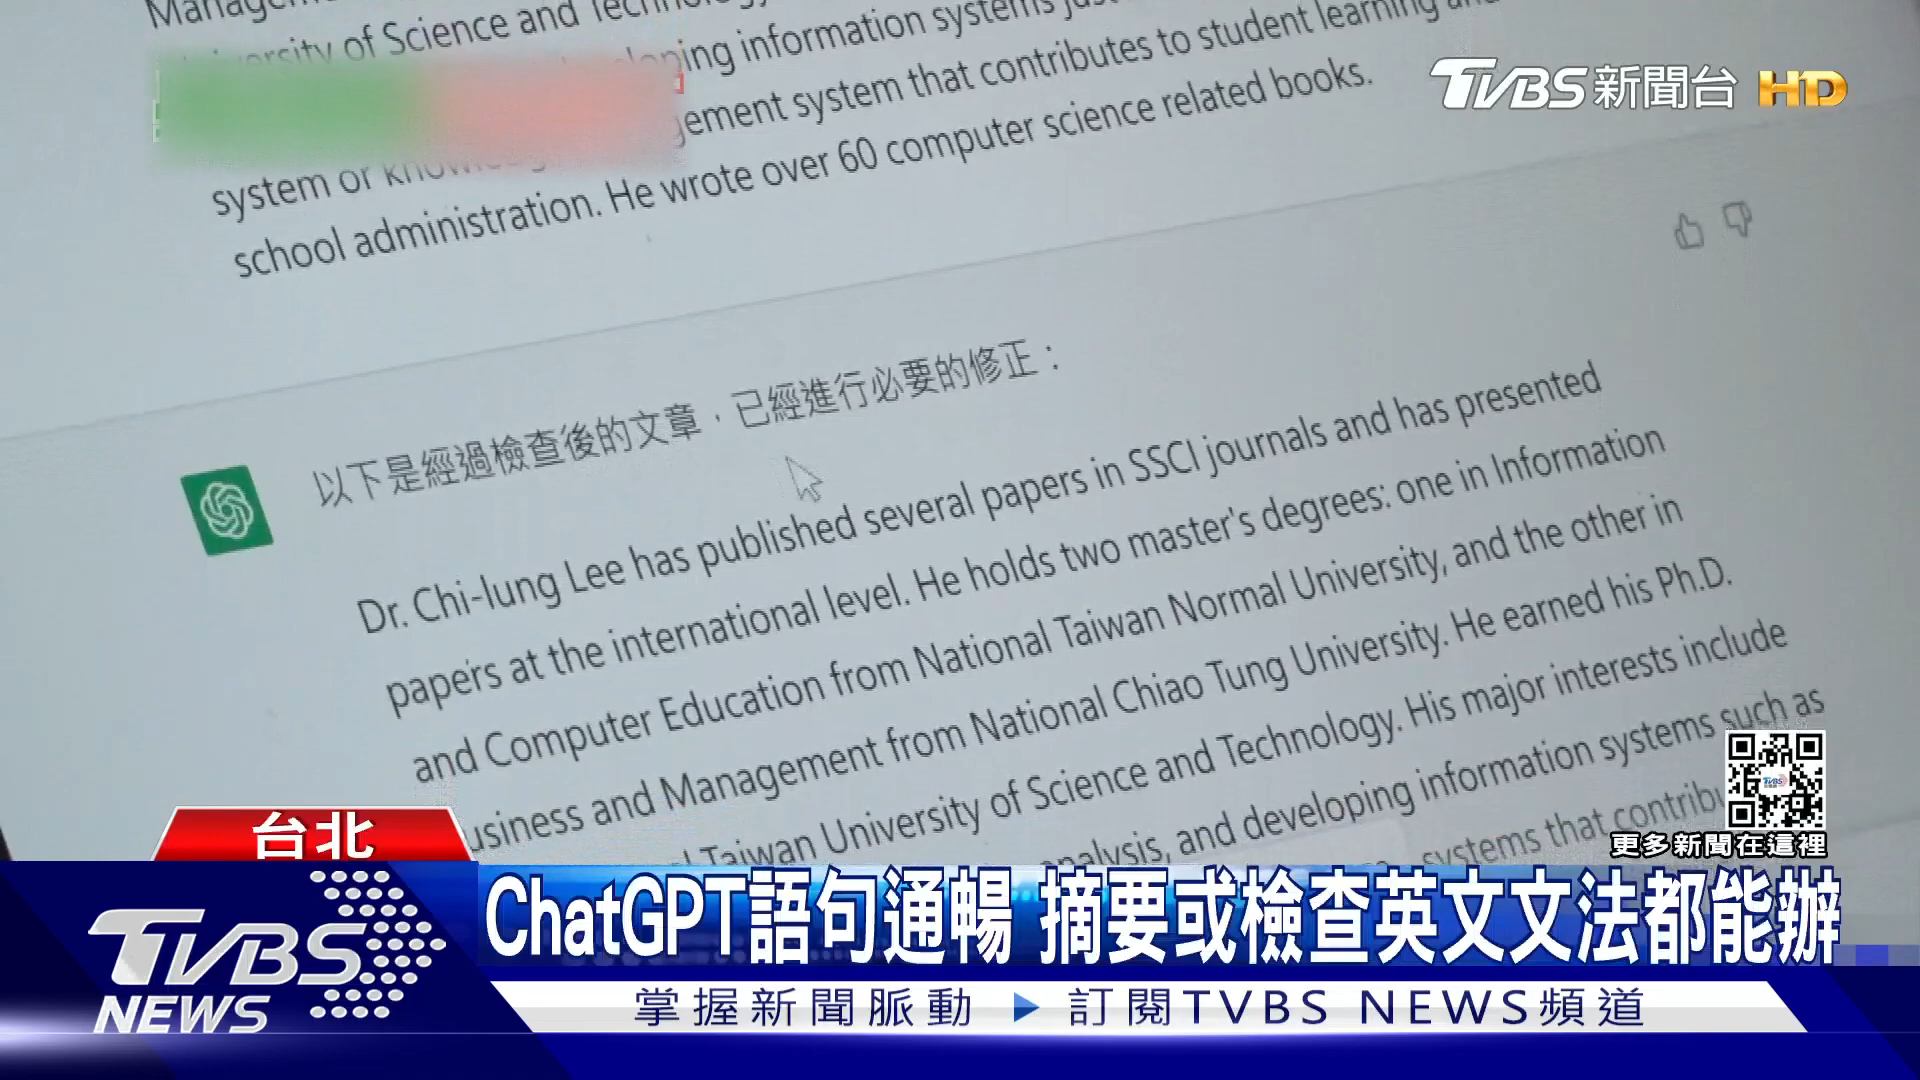 University of Science and Technology
information systems
system that contributes to student learning and
system or
school administration. He wrote over 60 computer science related books.
TVBS新聞台 HD
以下是經過檢查後的文章，已經進行必要的修正：
Dr. Chi-lung Lee has published several papers in SSCI journals and has presented
papers at the international level. He holds two master's degrees: one in Information
and Computer Education from National Taiwan Normal University, and the other in
Business and Management from National Chiao Tung University. He earned his Ph.D.
Taiwan University of Science and Technology. His major interests include
analysis, and developing information systems such as
systems that
TVBS
更多新聞在這裡
台北
ChatGPT語句通暢 摘要或檢查英文文法都能辦
TVBS
NEWS
掌握新聞脈動 ▶ 訂閱TVBS NEWS頻道